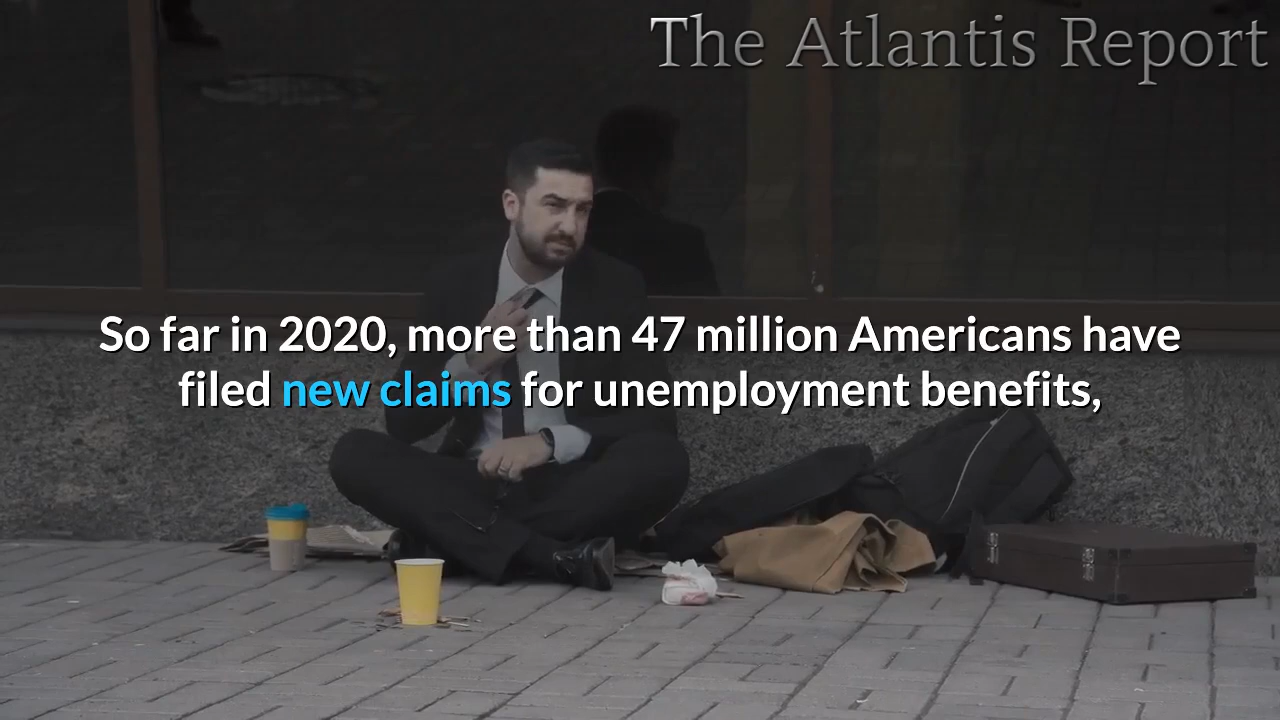 The Atlantis Report
So far in 2020, more than 47 million Americans have
filed new claims for unemployment benefits,